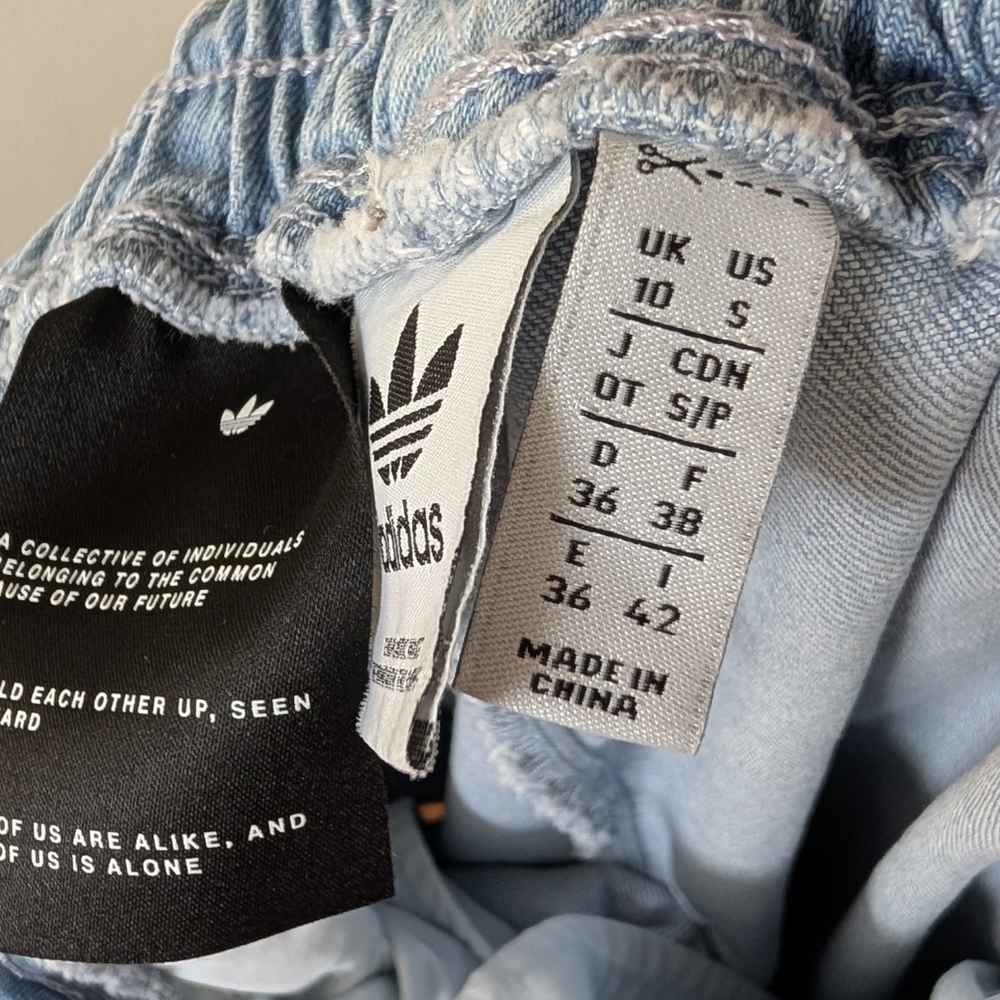 A COLLECTIVE OF INDIVIDUALS
BELONGING TO THE COMMON
AUSE OF OUR FUTURE
LD EACH OTHER UP, SEEN
ARD
OF US ARE ALIKE, AND
OF US IS ALONE
adidas
UK US
10 S
J CDN
OT S/P
D F
36 38
E I
36 42
MADE IN
CHINA